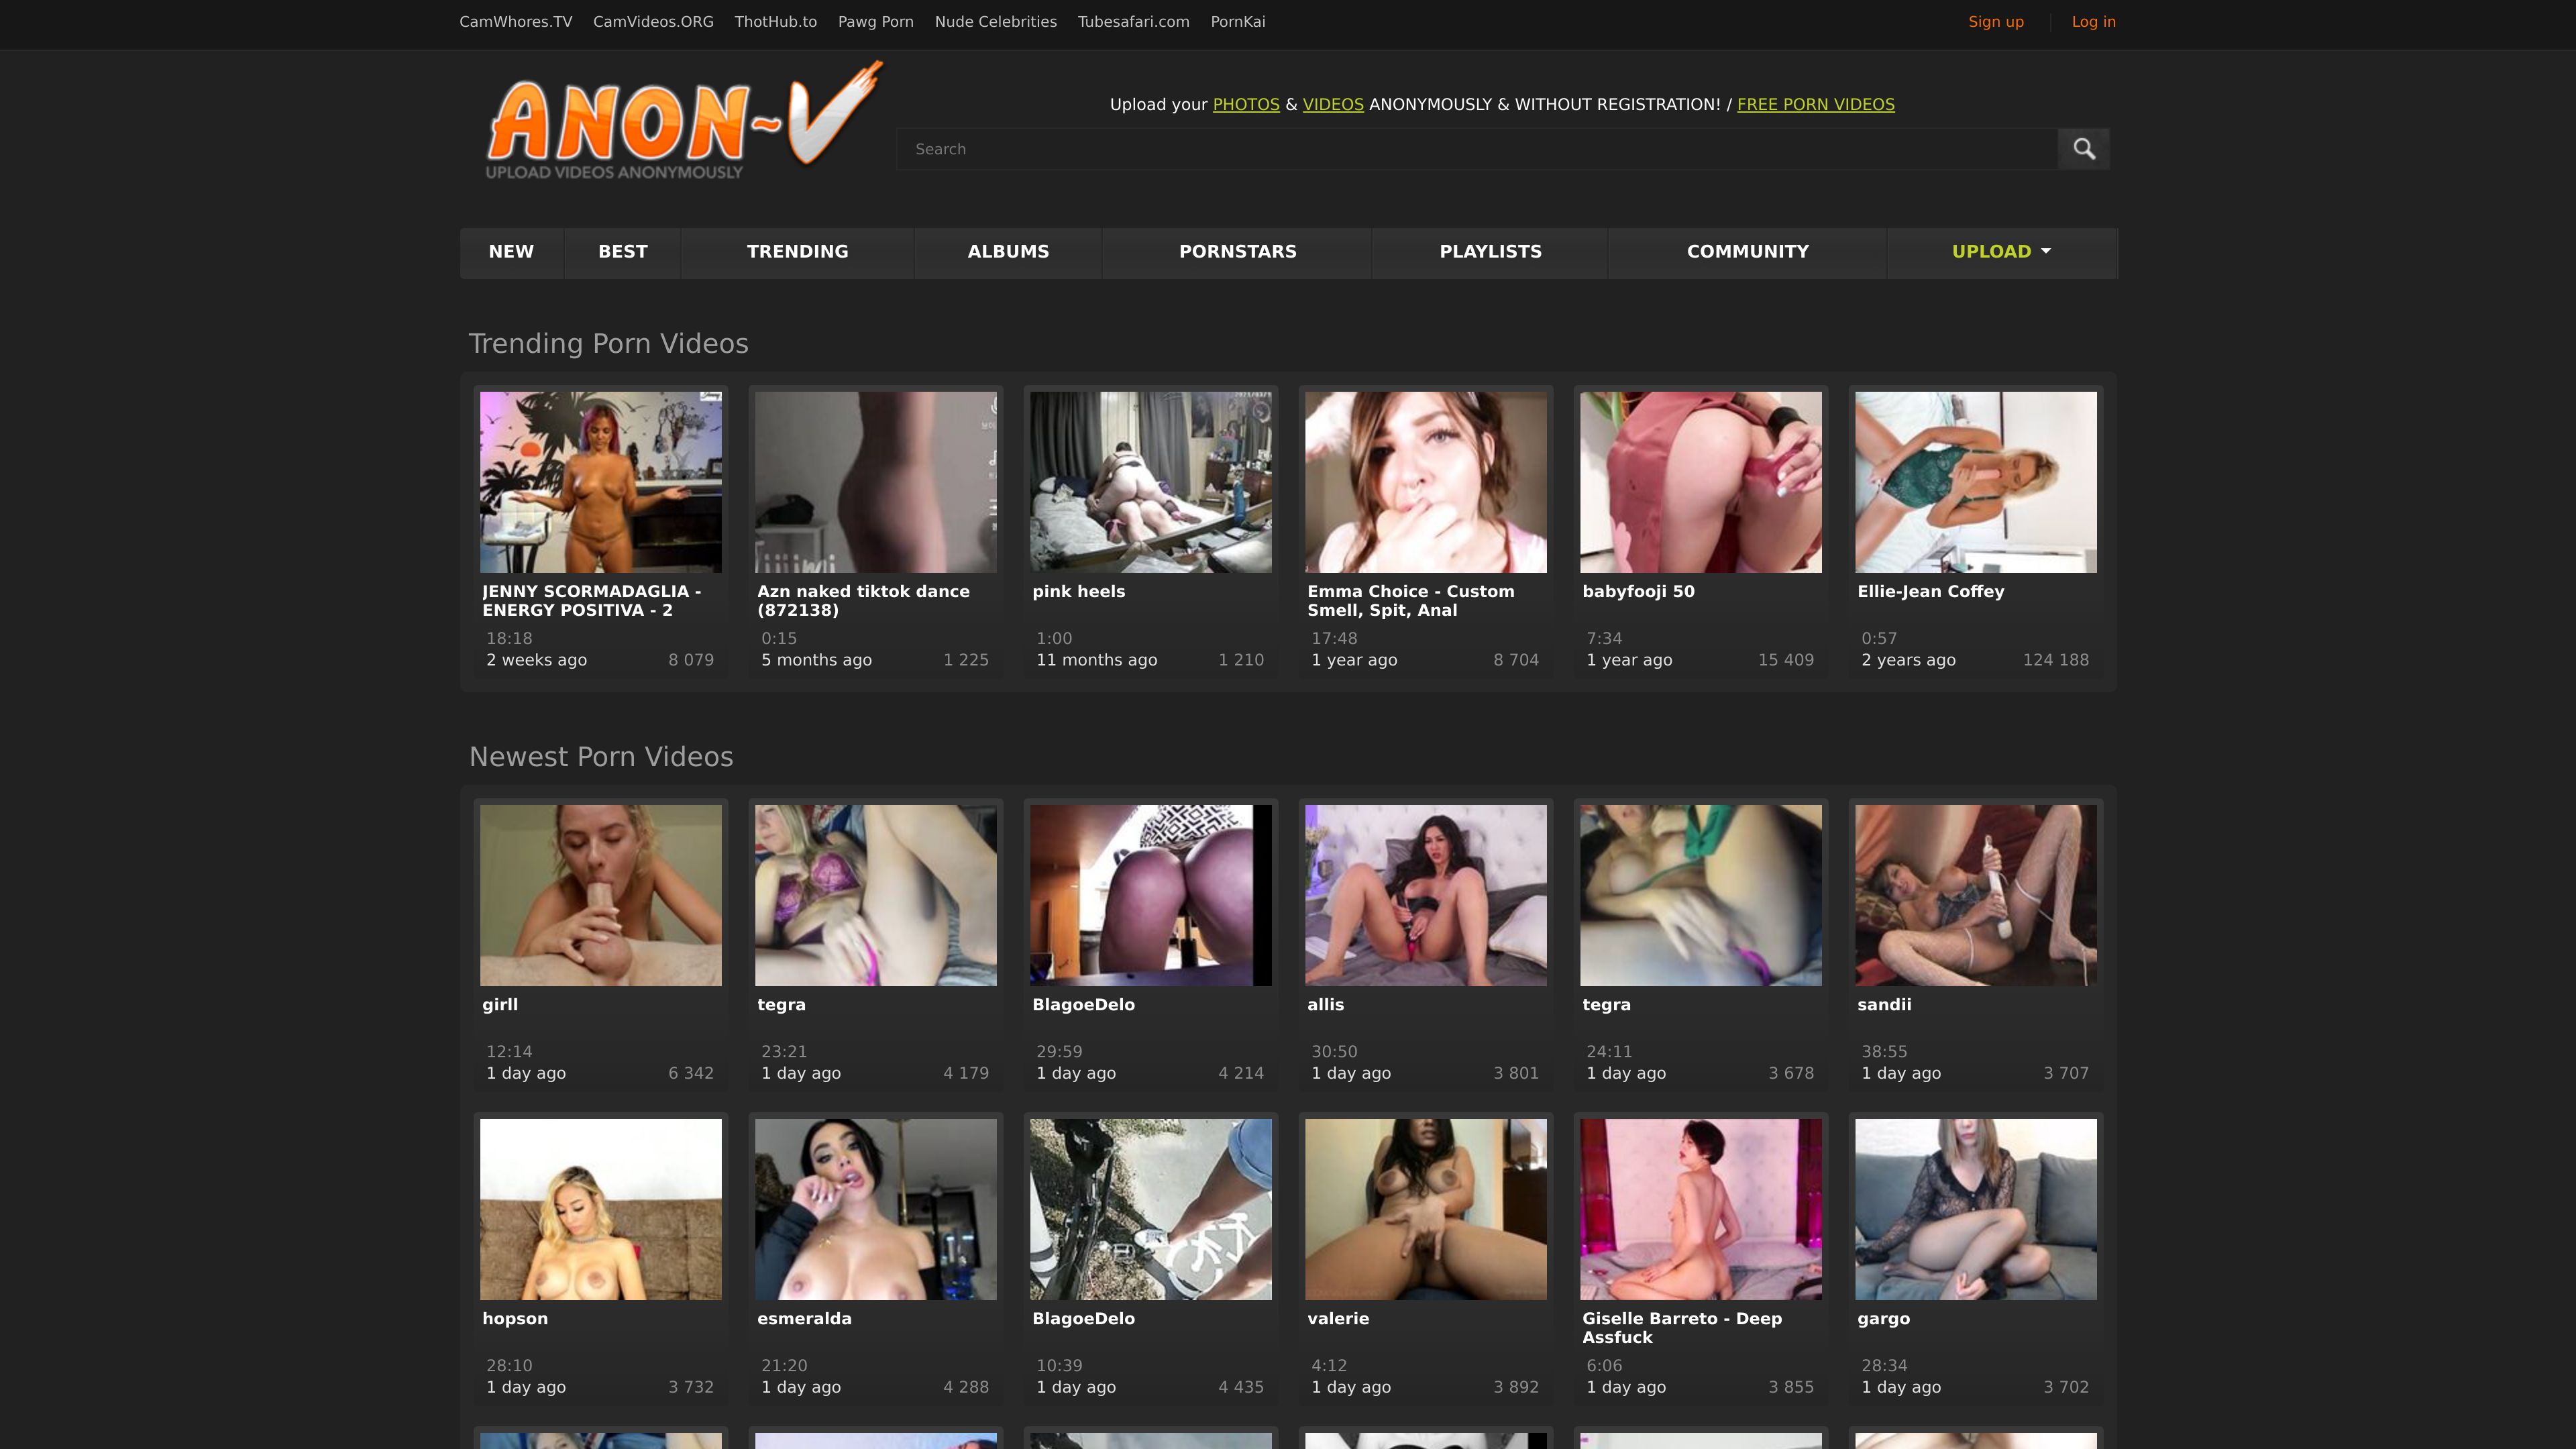 CamWhores.TV CamVideos.ORG ThotHub.to Pawg Porn Nude Celebrities Tubesafari.com PornKai Sign up Log in
ANON~V
UPLOAD VIDEOS ANONYMOUSLY
Upload your PHOTOS & VIDEOS ANONYMOUSLY & WITHOUT REGISTRATION! / FREE PORN VIDEOS
Search
NEW BEST TRENDING ALBUMS PORNSTARS PLAYLISTS COMMUNITY UPLOAD
Trending Porn Videos
JENNY SCORMADAGLIA -
ENERGY POSITIVA - 2
18:18
2 weeks ago 8 079
Azn naked tiktok dance
(872138)
0:15
5 months ago 1 225
pink heels
1:00
11 months ago 1 210
Emma Choice - Custom
Smell, Spit, Anal
17:48
1 year ago 8 704
babyfooji 50
7:34
1 year ago 15 409
Ellie-Jean Coffey
0:57
2 years ago 124 188
Newest Porn Videos
girll
12:14
1 day ago 6 342
tegra
23:21
1 day ago 4 179
BlagoeDelo
29:59
1 day ago 4 214
allis
30:50
1 day ago 3 801
tegra
24:11
1 day ago 3 678
sandii
38:55
1 day ago 3 707
hopson
28:10
1 day ago 3 732
esmeralda
21:20
1 day ago 4 288
BlagoeDelo
10:39
1 day ago 4 435
valerie
4:12
1 day ago 3 892
Giselle Barreto - Deep
Assfuck
6:06
1 day ago 3 855
gargo
28:34
1 day ago 3 702